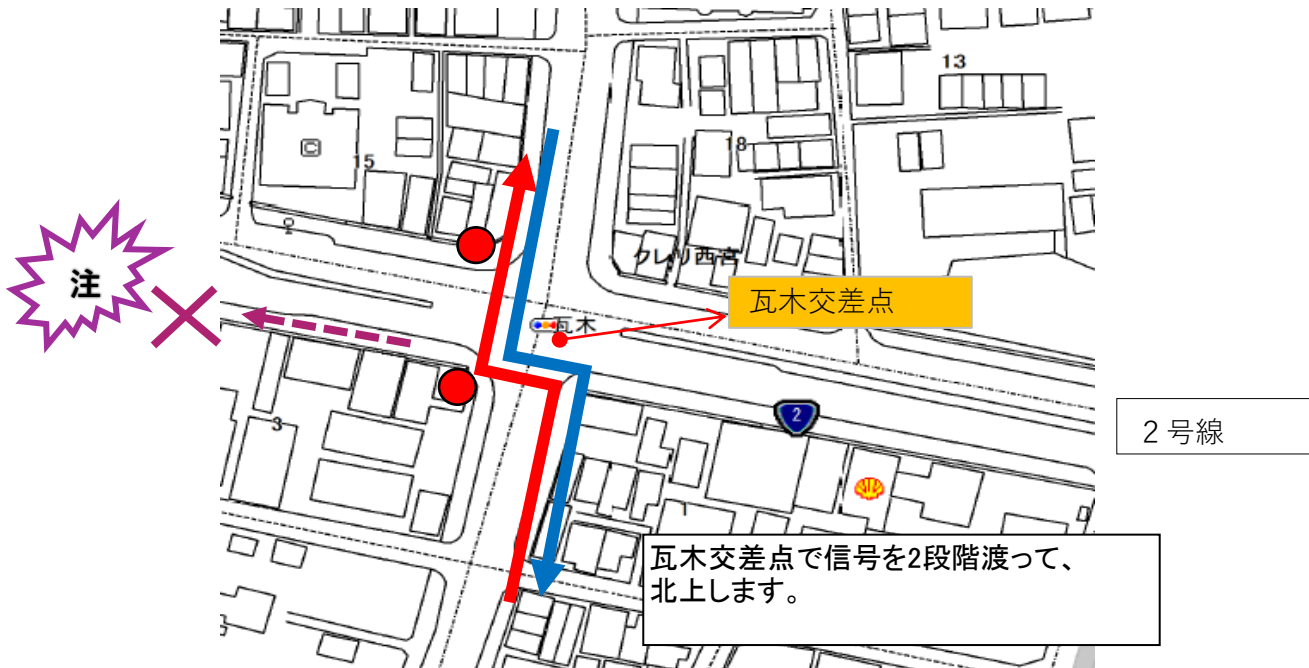 13
15
18
クレリ西宮
注
瓦木交差点
瓦木
2
２号線
3
1
瓦木交差点で信号を2段階渡って、
北上します。